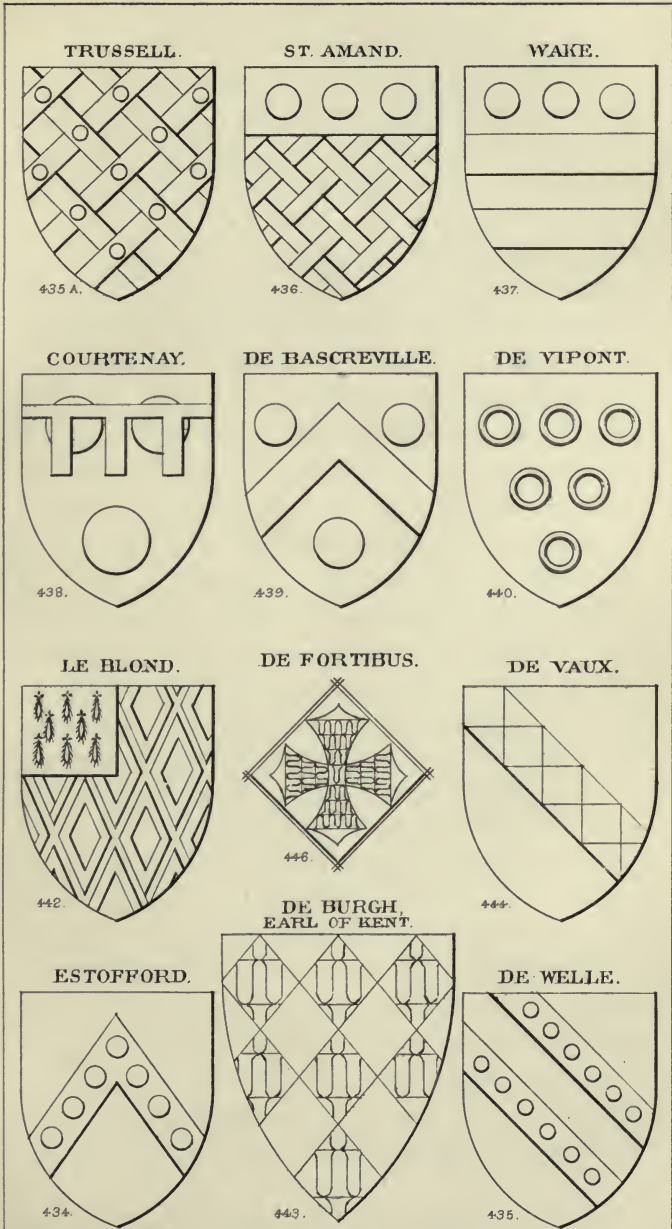 TRUSSELL.
ST. AMAND.
WAKE.
435 A.
436.
437.
COURTENAY.
DE BASCREVILLE.
DE VIPONT.
438.
439.
440.
LE BLOND.
DE FORTIBUS.
DE VAUX.
442.
446.
444.
ESTOFFORD.
DE BURGH,
EARL OF KENT.
DE WELLE.
434.
443.
435.